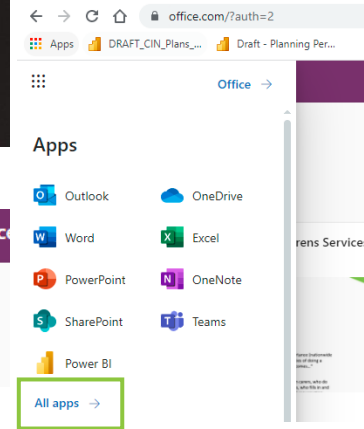 office.com/?auth=2
Apps DRAFT_CIN_Plans_... Draft - Planning Per...
Office →
Apps
Outlook OneDrive
Word Excel
rens Services
PowerPoint OneNote
SharePoint Teams
Power BI
All apps →